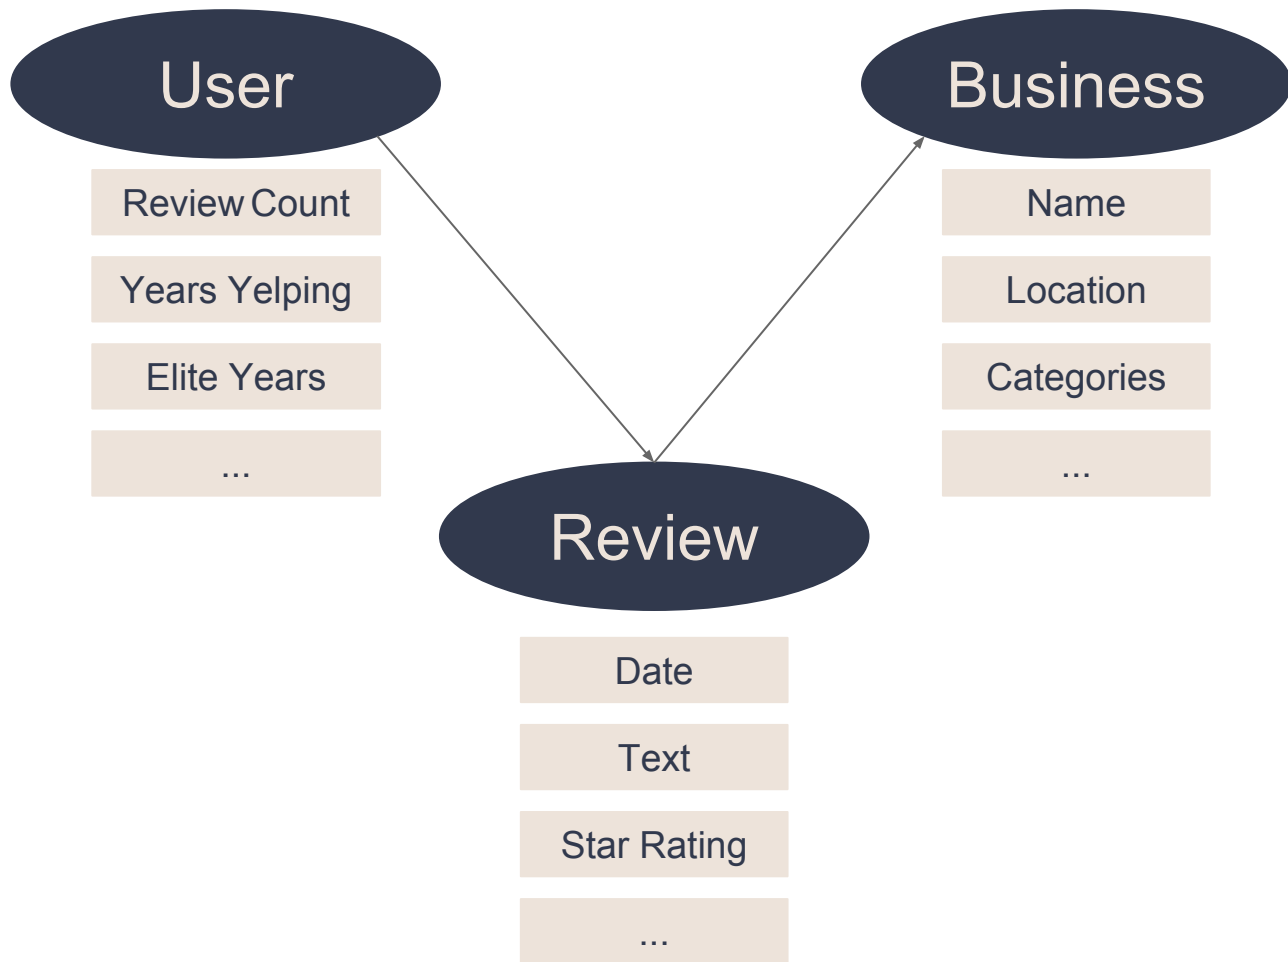 User
Review Count
Years Yelping
Elite Years
...
Business
Name
Location
Categories
...
Review
Date
Text
Star Rating
...